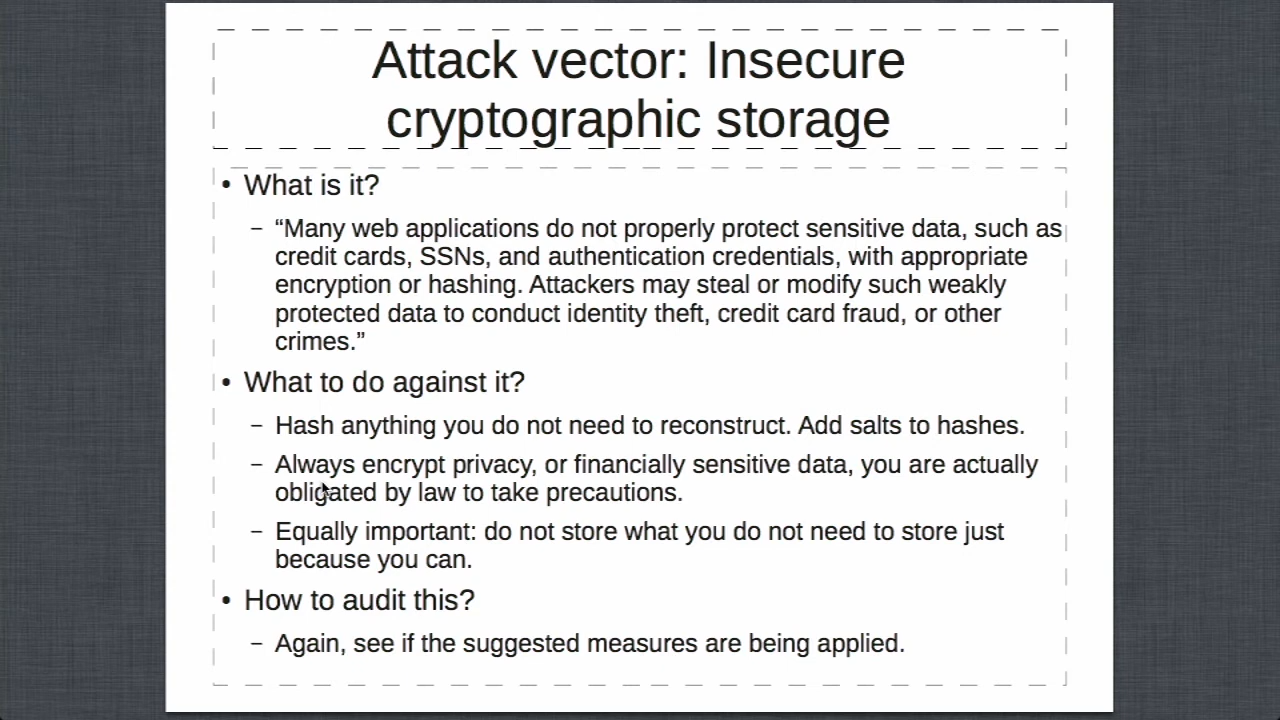 Attack vector: Insecure
cryptographic storage
• What is it?
– “Many web applications do not properly protect sensitive data, such as
credit cards, SSNs, and authentication credentials, with appropriate
encryption or hashing. Attackers may steal or modify such weakly
protected data to conduct identity theft, credit card fraud, or other
crimes.”
• What to do against it?
– Hash anything you do not need to reconstruct. Add salts to hashes.
– Always encrypt privacy, or financially sensitive data, you are actually
obligated by law to take precautions.
– Equally important: do not store what you do not need to store just
because you can.
• How to audit this?
– Again, see if the suggested measures are being applied.